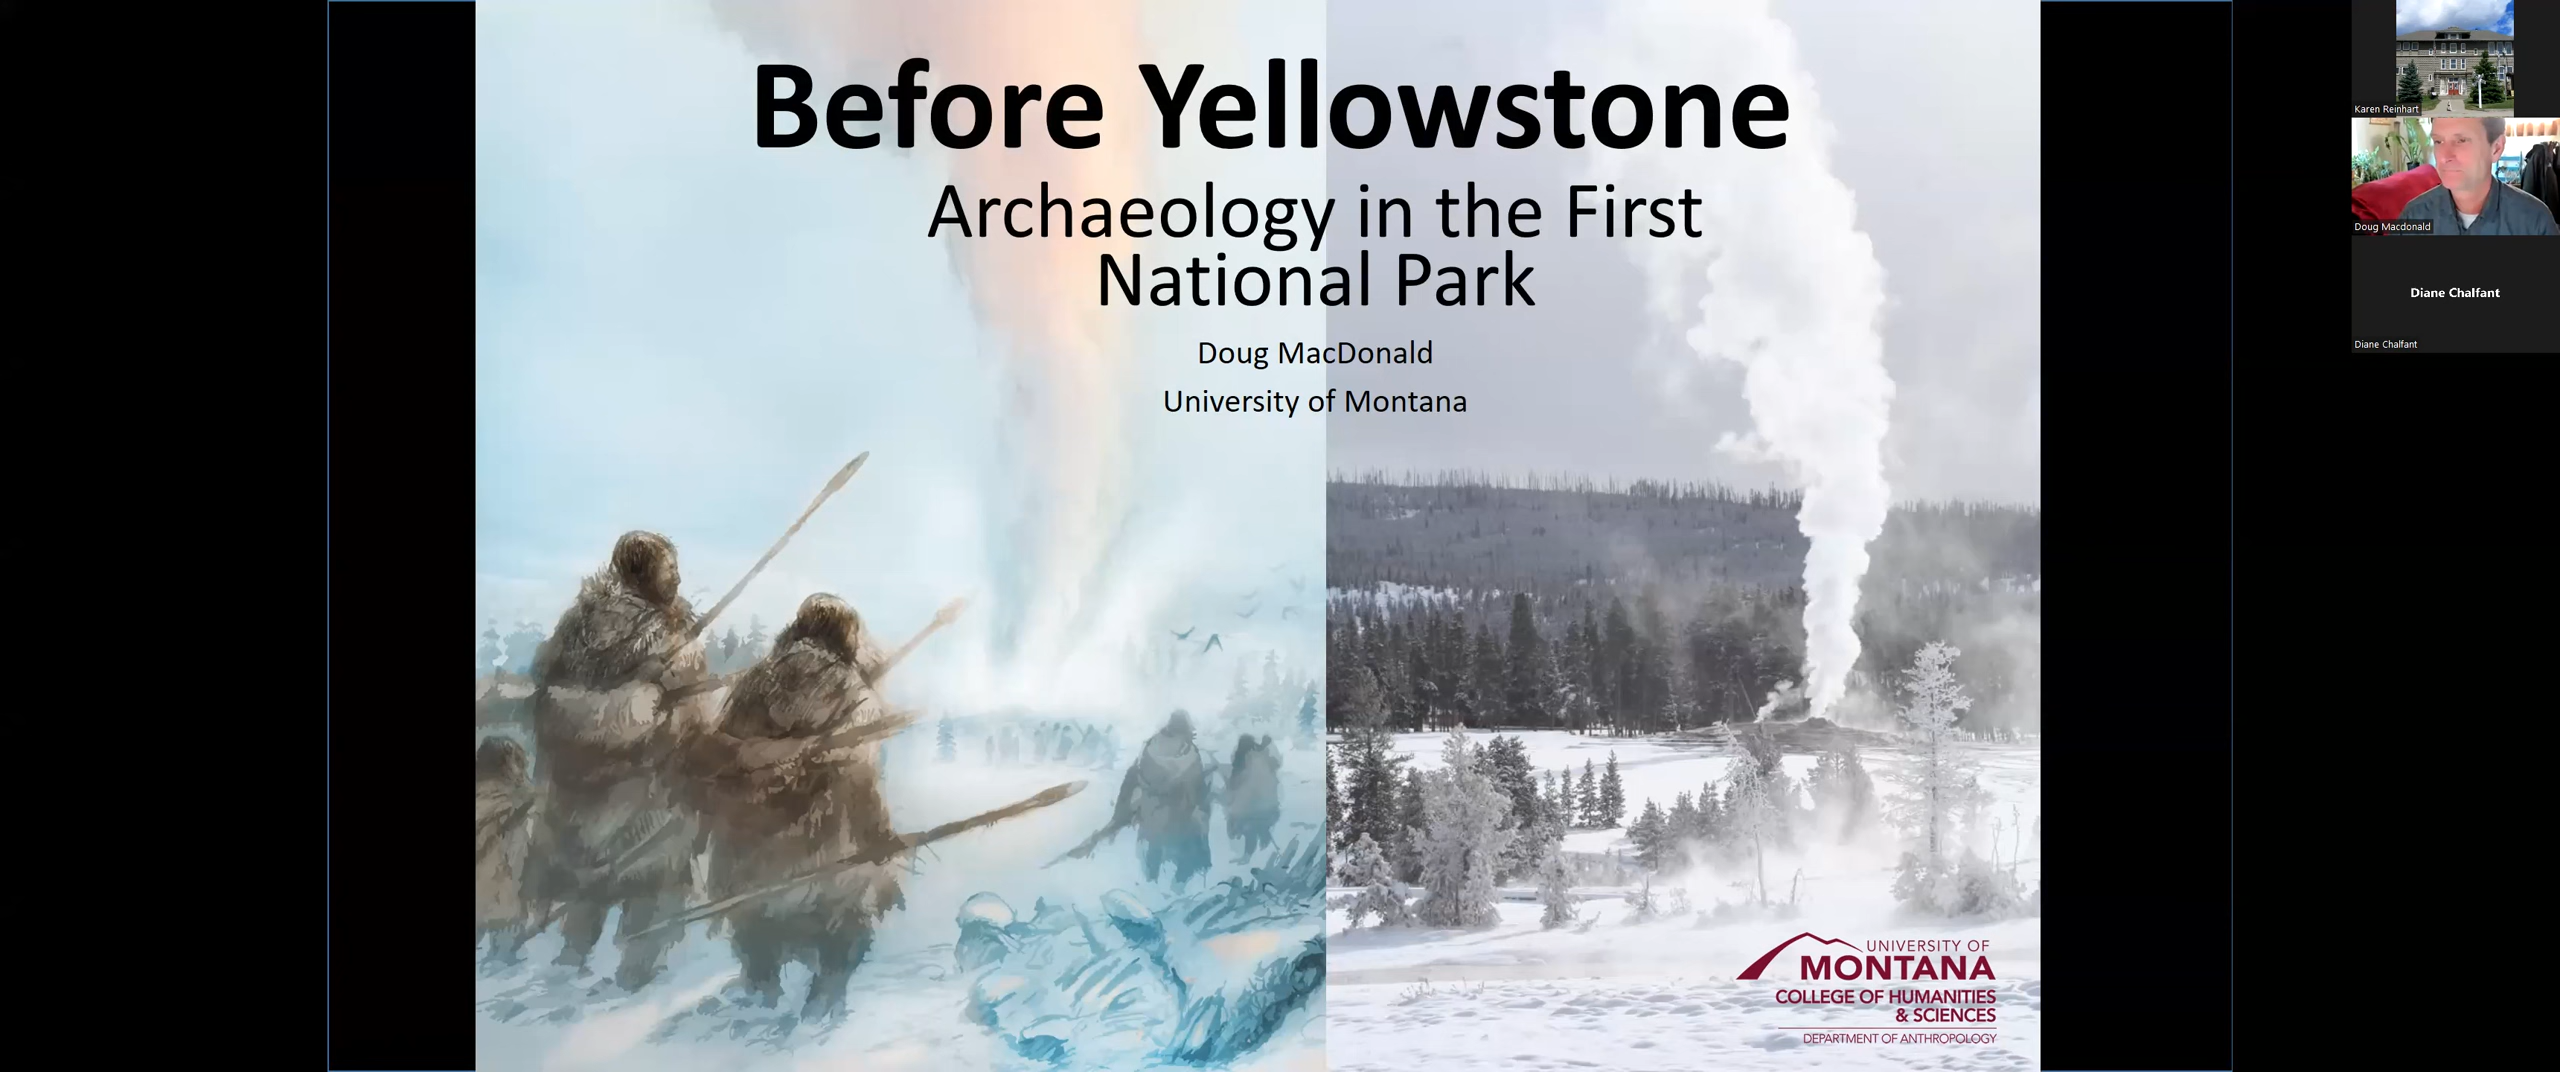 Before Yellowstone
Archaeology in the First
National Park
Doug MacDonald
University of Montana
UNIVERSITY OF
MONTANA
COLLEGE OF HUMANITIES
& SCIENCES
DEPARTMENT OF ANTHROPOLOGY
Karen Reinhart
Doug Macdonald
Diane Chalfant
Diane Chalfant